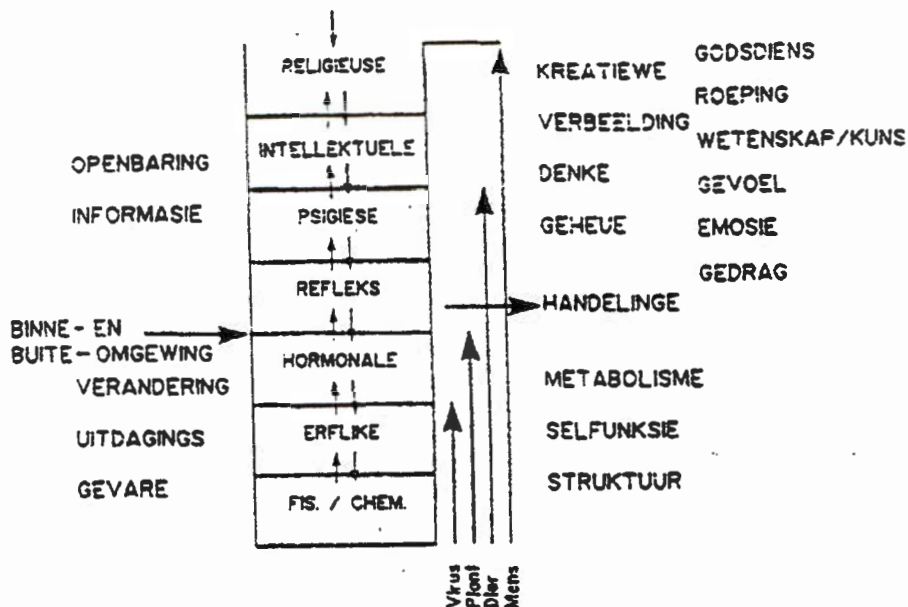 OPENBARING
INFORMASIE
BINNE- EN
BUITE-OMGEWING
VERANDERING
UITDAGINGS
GEVARE
RELIGIEUSE
INTELLEKTUELE
PSIGIESE
REFLEKS
HORMONALE
ERFLIKE
FIS. / CHEM.
Virus
Plant
Dier
Mens
KREATIEWE
VERBEELDING
DENKE
GEHEUE
HANDELINGE
METABOLISME
SELFUNKSIE
STRUKTUUR
GODSDIENS
ROEPING
WETENSKAP/KUNS
GEVOEL
EMOSIE
GEDRAG